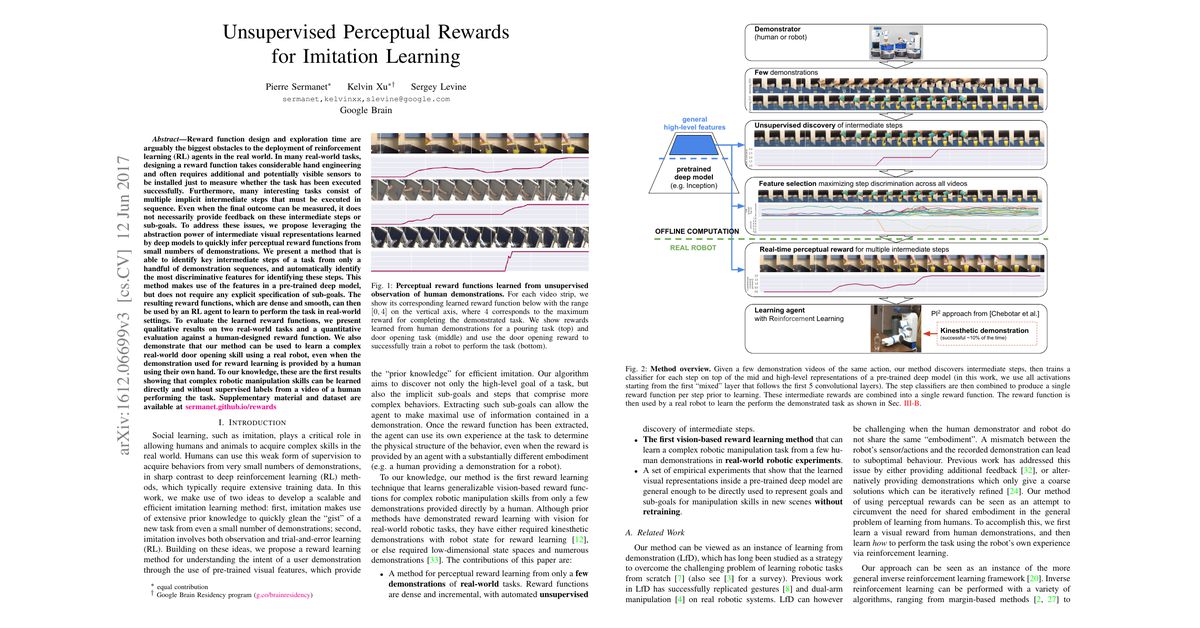 Unsupervised Perceptual Rewards
for Imitation Learning
Pierre Sermanet* Kelvin Xu*† Sergey Levine
sermanet,kelvinxx,slevine@google.com
Google Brain
arXiv:1612.06699v3 [cs.CV] 12 Jun 2017
Abstract—Reward function design and exploration time are
arguably the biggest obstacles to the deployment of reinforcement
learning (RL) agents in the real world. In many real-world tasks,
designing a reward function takes considerable hand engineering
and often requires additional and potentially visible sensors to
be installed just to measure whether the task has been executed
successfully. Furthermore, many interesting tasks consist of
multiple implicit intermediate steps that must be executed in
sequence. Even when the final outcome can be measured, it does
not necessarily provide feedback on these intermediate steps or
sub-goals. To address these issues, we propose leveraging the
abstraction power of intermediate visual representations learned
by deep models to quickly infer perceptual reward functions from
small numbers of demonstrations. We present a method that is
able to identify key intermediate steps of a task from only a
handful of demonstration sequences, and automatically identify
the most discriminative features for identifying these steps. This
method makes use of the features in a pre-trained deep model,
but does not require any explicit specification of sub-goals. The
resulting reward functions, which are dense and smooth, can then
be used by an RL agent to learn to perform the task in real-world
settings. To evaluate the learned reward functions, we present
qualitative results on two real-world tasks and a quantitative
evaluation against a human-designed reward function. We also
demonstrate that our method can be used to learn a complex
real-world door opening skill using a real robot, even when the
demonstration used for reward learning is provided by a human
using their own hand. To our knowledge, these are the first results
showing that complex robotic manipulation skills can be learned
directly and without supervised labels from a video of a human
performing the task. Supplementary material and dataset are
available at sermanet.github.io/rewards
I. INTRODUCTION
Social learning, such as imitation, plays a critical role in
allowing humans and animals to acquire complex skills in the
real world. Humans can use this weak form of supervision to
acquire behaviors from very small numbers of demonstrations,
in sharp contrast to deep reinforcement learning (RL) meth-
ods, which typically require extensive training data. In this
work, we make use of two ideas to develop a scalable and
efficient imitation learning method: first, imitation makes use
of extensive prior knowledge to quickly glean the “gist” of
a new task from even a small number of demonstrations; second,
imitation involves both observation and trial-and-error learning
(RL). Building on these ideas, we propose a reward learning
method for understanding the intent of a user demonstration
through the use of pre-trained visual features, which provide
* equal contribution
† Google Brain Residency program (g.co/brainresidency)
Fig. 1: Perceptual reward functions learned from unsupervised
observation of human demonstrations. For each video strip, we
show its corresponding learned reward function below with the range
[0, 4] on the vertical axis, where 4 corresponds to the maximum
reward for completing the demonstrated task. We show rewards
learned from human demonstrations for a pouring task (top) and
door opening task (middle) and use the door opening reward to
successfully train a robot to perform the task (bottom).
the “prior knowledge” for efficient imitation. Our algorithm
aims to discover not only the high-level goal of a task, but
also the implicit sub-goals and steps that comprise more
complex behaviors. Extracting such sub-goals can allow the
agent to make maximal use of information contained in a
demonstration. Once the reward function has been extracted,
the agent can use its own experience at the task to determine
the physical structure of the behavior, even when the reward is
provided by an agent with a substantially different embodiment
(e.g. a human providing a demonstration for a robot).
To our knowledge, our method is the first reward learning
technique that learns generalizable vision-based reward func-
tions for complex robotic manipulation skills from only a few
demonstrations provided directly by a human. Although prior
methods have demonstrated reward learning with vision for
real-world robotic tasks, they have either required kinesthetic
demonstrations with robot state for reward learning [12],
or else required low-dimensional state spaces and numerous
demonstrations [33]. The contributions of this paper are:
• A method for perceptual reward learning from only a few
demonstrations of real-world tasks. Reward functions
are dense and incremental, with automated unsupervised
Demonstrator
(human or robot)
Few demonstrations
Unsupervised discovery of intermediate steps
general
high-level features
pretrained
deep model
(e.g. Inception)
Feature selection maximizing step discrimination across all videos
OFFLINE COMPUTATION
REAL ROBOT
Real-time perceptual reward for multiple intermediate steps
Learning agent
with Reinforcement Learning
PI² approach from [Chebotar et al.]
Kinesthetic demonstration
(successful ~10% of the time)
Fig. 2: Method overview. Given a few demonstration videos of the same action, our method discovers intermediate steps, then trains a
classifier for each step on top of the mid and high-level representations of a pre-trained deep model (in this work, we use all activations
starting from the first “mixed” layer that follows the first 5 convolutional layers). The step classifiers are then combined to produce a single
reward function per step prior to learning. These intermediate rewards are combined into a single reward function. The reward function is
then used by a real robot to learn the perform the demonstrated task as shown in Sec. III-B.
discovery of intermediate steps.
• The first vision-based reward learning method that can
learn a complex robotic manipulation task from a few hu-
man demonstrations in real-world robotic experiments.
• A set of empirical experiments that show that the learned
visual representations inside a pre-trained deep model are
general enough to be directly used to represent goals and
sub-goals for manipulation skills in new scenes without
retraining.
A. Related Work
Our method can be viewed as an instance of learning from
demonstration (LfD), which has long been studied as a strategy
to overcome the challenging problem of learning robotic tasks
from scratch [7] (also see [3] for a survey). Previous work
in LfD has successfully replicated gestures [8] and dual-arm
manipulation [4] on real robotic systems. LfD can however
be challenging when the human demonstrator and robot do
not share the same “embodiment”. A mismatch between the
robot’s sensor/actions and the recorded demonstration can lead
to suboptimal behaviour. Previous work has addressed this
issue by either providing additional feedback [32], or alter-
natively providing demonstrations which only give a coarse
solutions which can be iteratively refined [24]. Our method
of using perceptual rewards can be seen as an attempt to
circumvent the need for shared embodiment in the general
problem of learning from humans. To accomplish this, we first
learn a visual reward from human demonstrations, and then
learn how to perform the task using the robot’s own experience
via reinforcement learning.
Our approach can be seen as an instance of the more
general inverse reinforcement learning framework [20]. Inverse
reinforcement learning can be performed with a variety of
algorithms, ranging from margin-based methods [2, 27] to